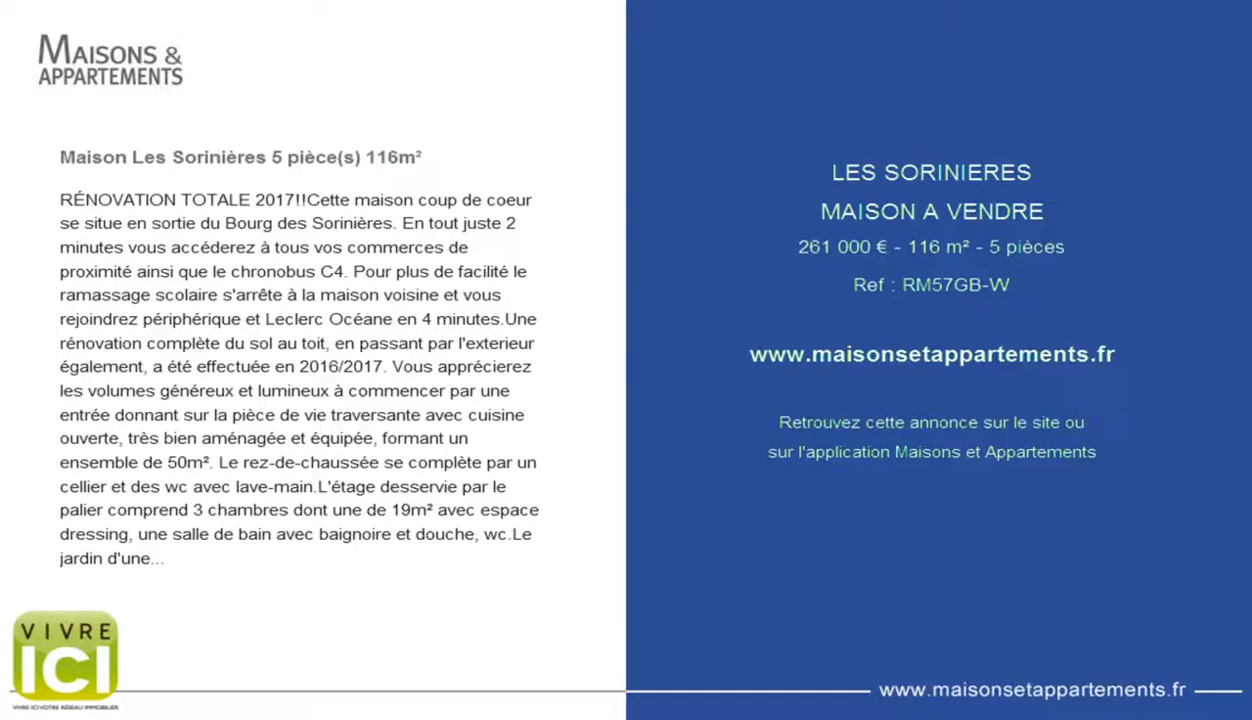 MAISONS &
APPARTEMENTS
Maison Les Sorinières 5 pièce(s) 116m²
RÉNOVATION TOTALE 2017!!Cette maison coup de coeur
se situe en sortie du Bourg des Sorinières. En tout juste 2
minutes vous accéderez à tous vos commerces de
proximité ainsi que le chronobus C4. Pour plus de facilité le
ramassage scolaire s'arrête à la maison voisine et vous
rejoindrez périphérique et Leclerc Océane en 4 minutes.Une
rénovation complète du sol au toit, en passant par l'exterieur
également, a été effectuée en 2016/2017. Vous apprécierez
les volumes généreux et lumineux à commencer par une
entrée donnant sur la pièce de vie traversante avec cuisine
ouverte, très bien aménagée et équipée, formant un
ensemble de 50m². Le rez-de-chaussée se complète par un
cellier et des wc avec lave-main.L'étage desservie par le
palier comprend 3 chambres dont une de 19m² avec espace
dressing, une salle de bain avec baignoire et douche, wc.Le
jardin d'une...
VIVRE
ICI
VIVRE ICI VOTRE RÉSEAU IMMOBILIER
LES SORINIERES
MAISON A VENDRE
261 000 € - 116 m² - 5 pièces
Ref : RM57GB-W
www.maisonsetappartements.fr
Retrouvez cette annonce sur le site ou
sur l'application Maisons et Appartements
www.maisonsetappartements.fr